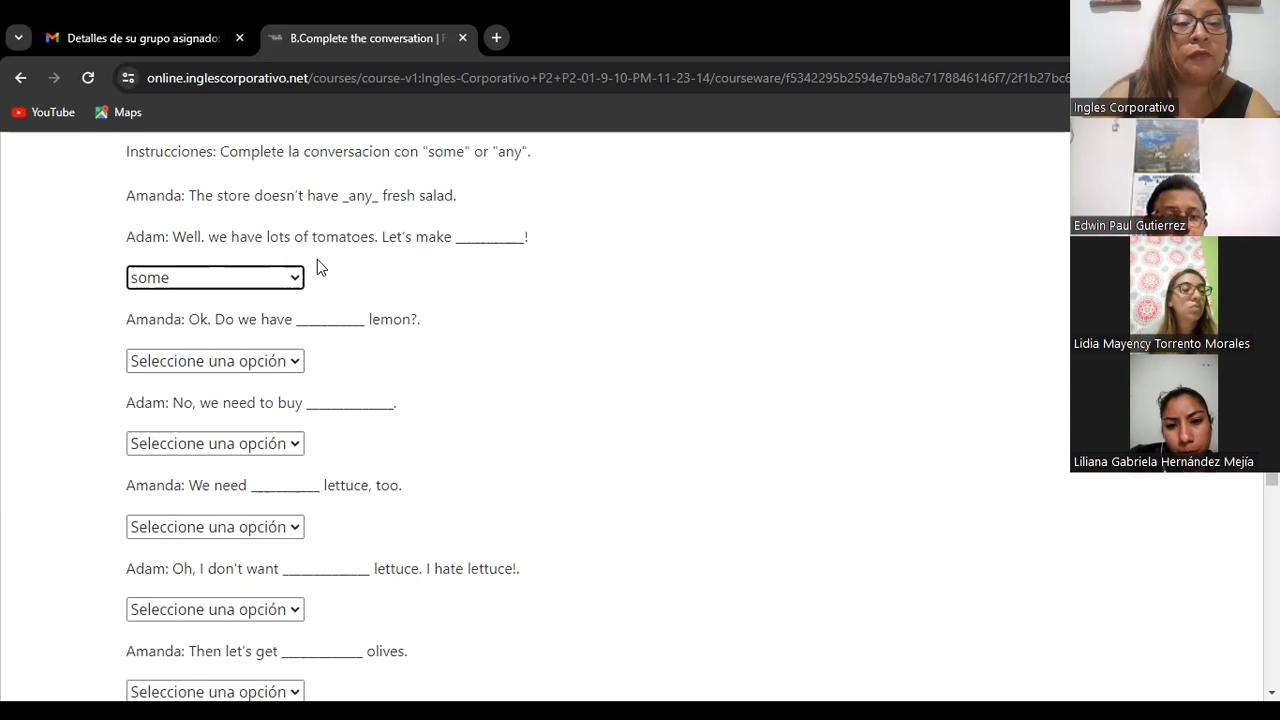 Detalles de su grupo asignado:
B.Complete the conversation |
online.inglescorporativo.net/courses/course-v1:Ingles-Corporativo+P2+P2-01-9-10-PM-11-23-14/courseware/f5342295b2594e7b9a8c7178846146f7/2f1b27bc6
YouTube
Maps
Instrucciones: Complete la conversacion con "some" or "any".
Amanda: The store doesn't have _any_ fresh salad.
Adam: Well. we have lots of tomatoes. Let's make ___________!
some
Amanda: Ok. Do we have ___________ lemon?.
Seleccione una opción
Adam: No, we need to buy ______________.
Seleccione una opción
Amanda: We need ___________ lettuce, too.
Seleccione una opción
Adam: Oh, I don't want ______________ lettuce. I hate lettuce!.
Seleccione una opción
Amanda: Then let's get _____________ olives.
Seleccione una opción
Ingles Corporativo
Edwin Paul Gutierrez
Lidia Mayency Torrento Morales
Liliana Gabriela Hernández Mejía